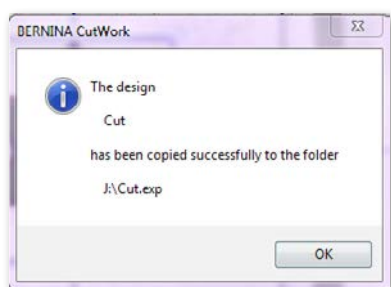 BERNINA CutWork
The design
Cut
has been copied successfully to the folder
J:\Cut.exp
OK